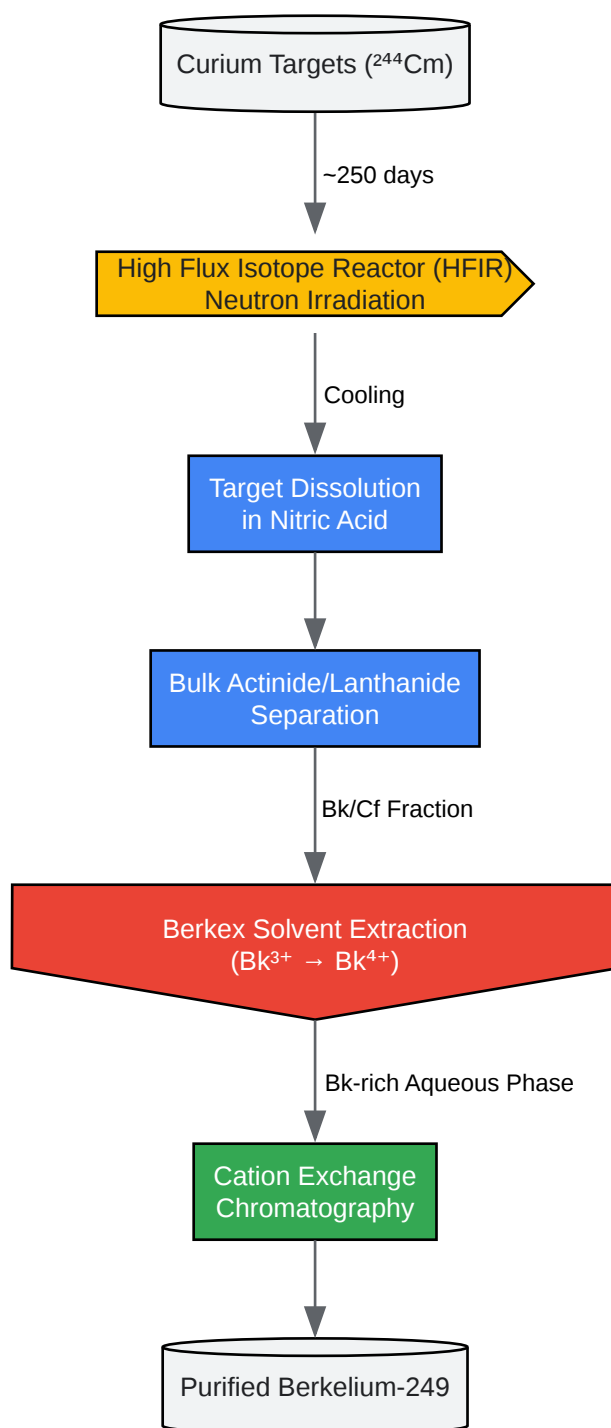 Curium Targets (²⁴⁴Cm)
~250 days
High Flux Isotope Reactor (HFIR)
Neutron Irradiation
Cooling
Target Dissolution
in Nitric Acid
Bulk Actinide/Lanthanide
Separation
Bk/Cf Fraction
Berkex Solvent Extraction
(Bk³⁺ → Bk⁴⁺)
Bk-rich Aqueous Phase
Cation Exchange
Chromatography
Purified Berkelium-249